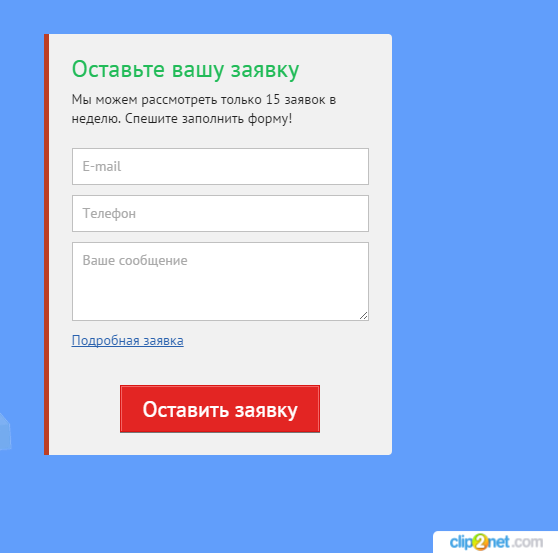 Оставьте вашу заявку
Мы можем рассмотреть только 15 заявок в
неделю. Спешите заполнить форму!
E-mail
Телефон
Ваше сообщение
Подробная заявка
Оставить заявку
clip2net.com